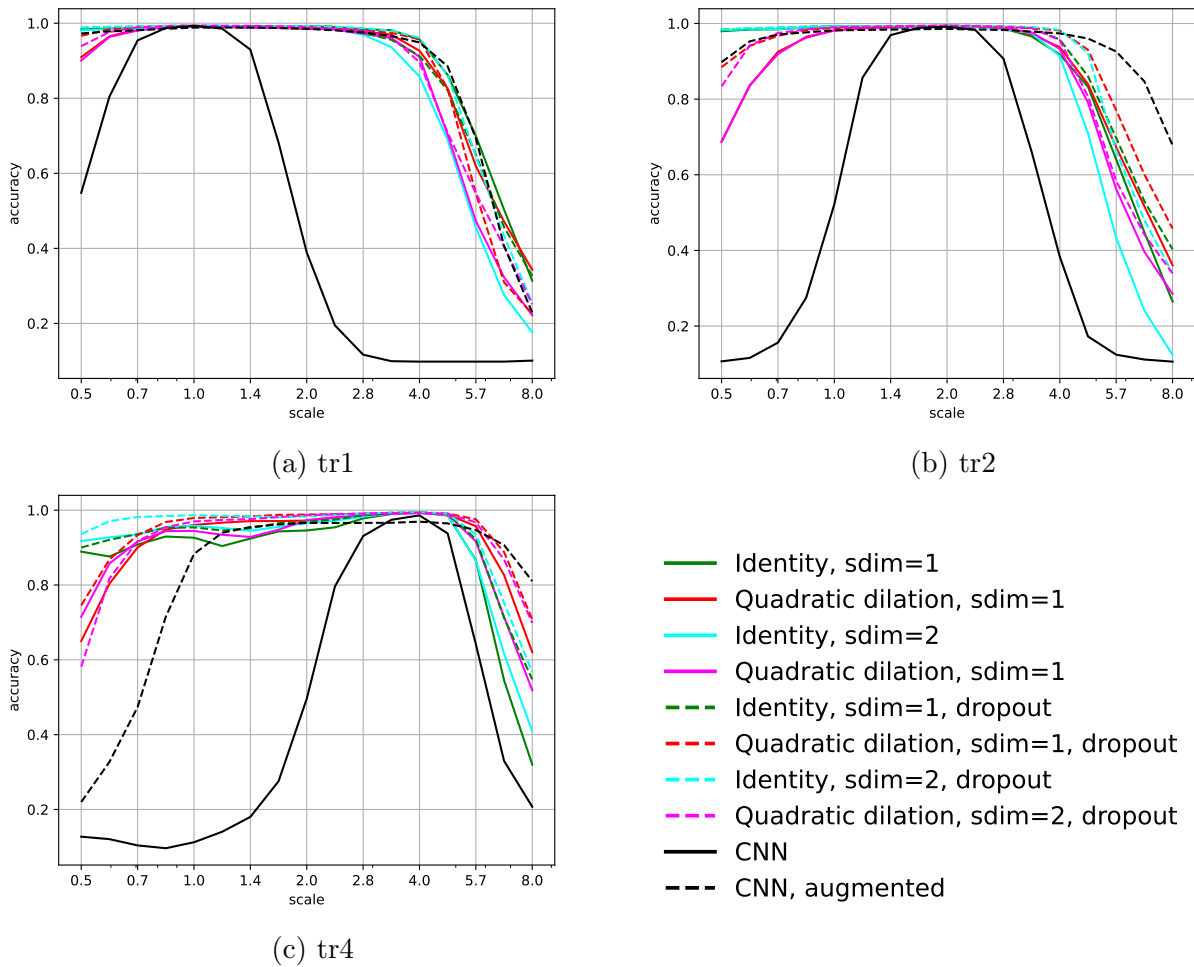 1.0
0.8
0.6
0.4
0.2
accuracy
0.5 0.7 1.0 1.4 2.0 2.8 4.0 5.7 8.0
scale
(a) tr1
1.0
0.8
0.6
0.4
0.2
accuracy
0.5 0.7 1.0 1.4 2.0 2.8 4.0 5.7 8.0
scale
(b) tr2
1.0
0.8
0.6
0.4
0.2
accuracy
0.5 0.7 1.0 1.4 2.0 2.8 4.0 5.7 8.0
scale
(c) tr4
Identity, sdim=1
Quadratic dilation, sdim=1
Identity, sdim=2
Quadratic dilation, sdim=1
Identity, sdim=1, dropout
Quadratic dilation, sdim=1, dropout
Identity, sdim=2, dropout
Quadratic dilation, sdim=2, dropout
CNN
CNN, augmented